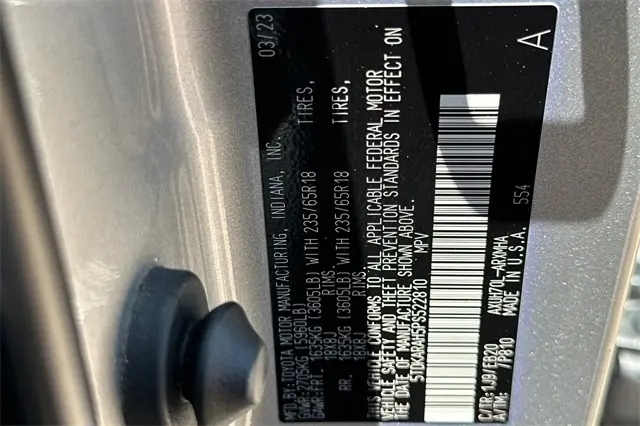 MFD.BY:TOYOTA MOTOR MANUFACTURING, INDIANA, INC. 03/23
GVWR:2705KG (5960LB)
GAWR:FRT. 1635KG (3605LB) WITH 235/65R18 TIRES,
18X8J RIMS,
RR. 1635KG (3605LB) WITH 235/65R18 TIRES,
18X8J RIMS.
THIS VEHICLE CONFORMS TO ALL APPLICABLE FEDERAL MOTOR
VEHICLE SAFETY AND THEFT PREVENTION STANDARDS IN EFFECT ON
THE DATE OF MANUFACTURE SHOWN ABOVE.
5TDKARAH5PS522810 MPV
C/TR:1J9/EB20 AXUH70L-ARXMHA 554
A/TM: /P810 MADE IN U.S.A. A